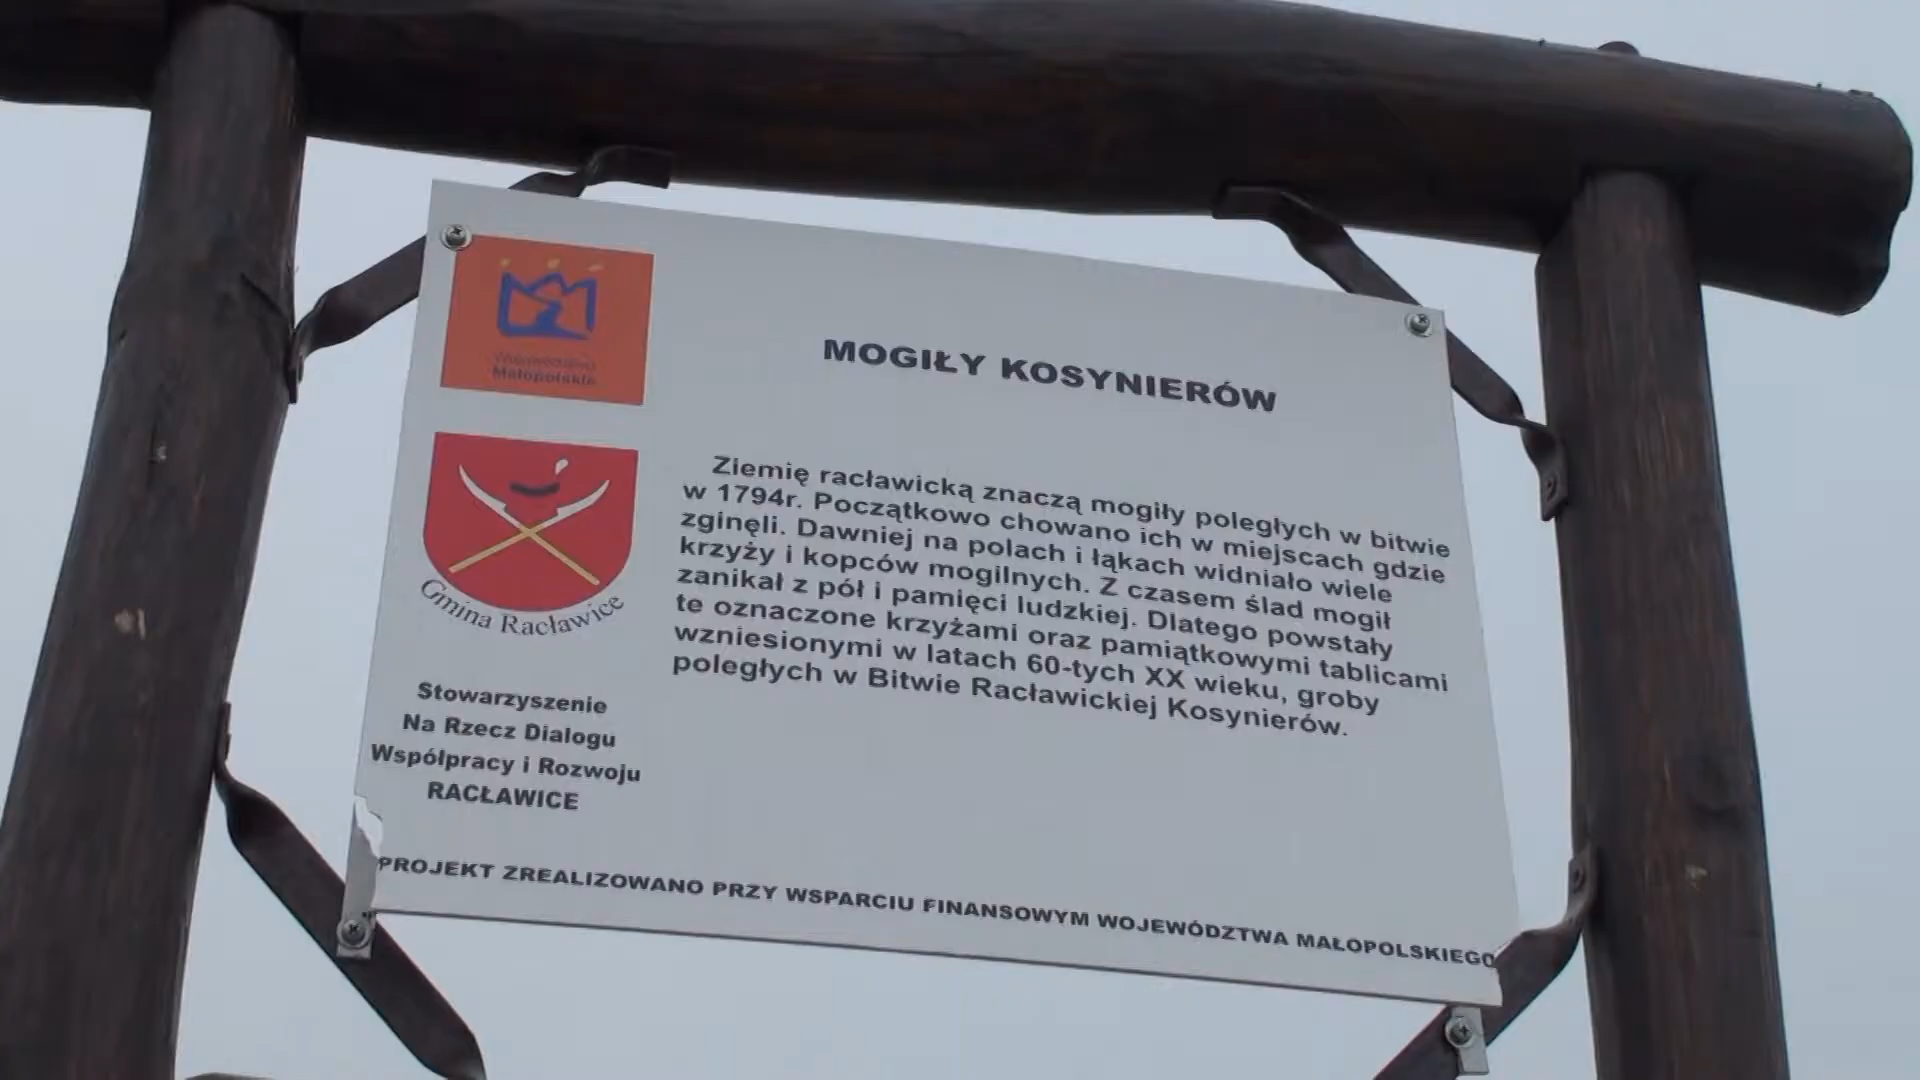 Województwo
Małopolskie
MOGIŁY KOSYNIERÓW
Ziemię racławicką znaczą mogiły poległych w bitwie
w 1794r. Początkowo chowano ich w miejscach gdzie
zginęli. Dawniej na polach i łąkach widniało wiele
krzyży i kopców mogilnych. Z czasem ślad mogił
zanikał z pól i pamięci ludzkiej. Dlatego powstały
te oznaczone krzyżami oraz pamiątkowymi tablicami
wzniesionymi w latach 60-tych XX wieku, groby
poległych w Bitwie Racławickiej Kosynierów.
Gmina Racławice
Stowarzyszenie
Na Rzecz Dialogu
Współpracy i Rozwoju
RACŁAWICE
PROJEKT ZREALIZOWANO PRZY WSPARCIU FINANSOWYM WOJEWÓDZTWA MAŁOPOLSKIEGO